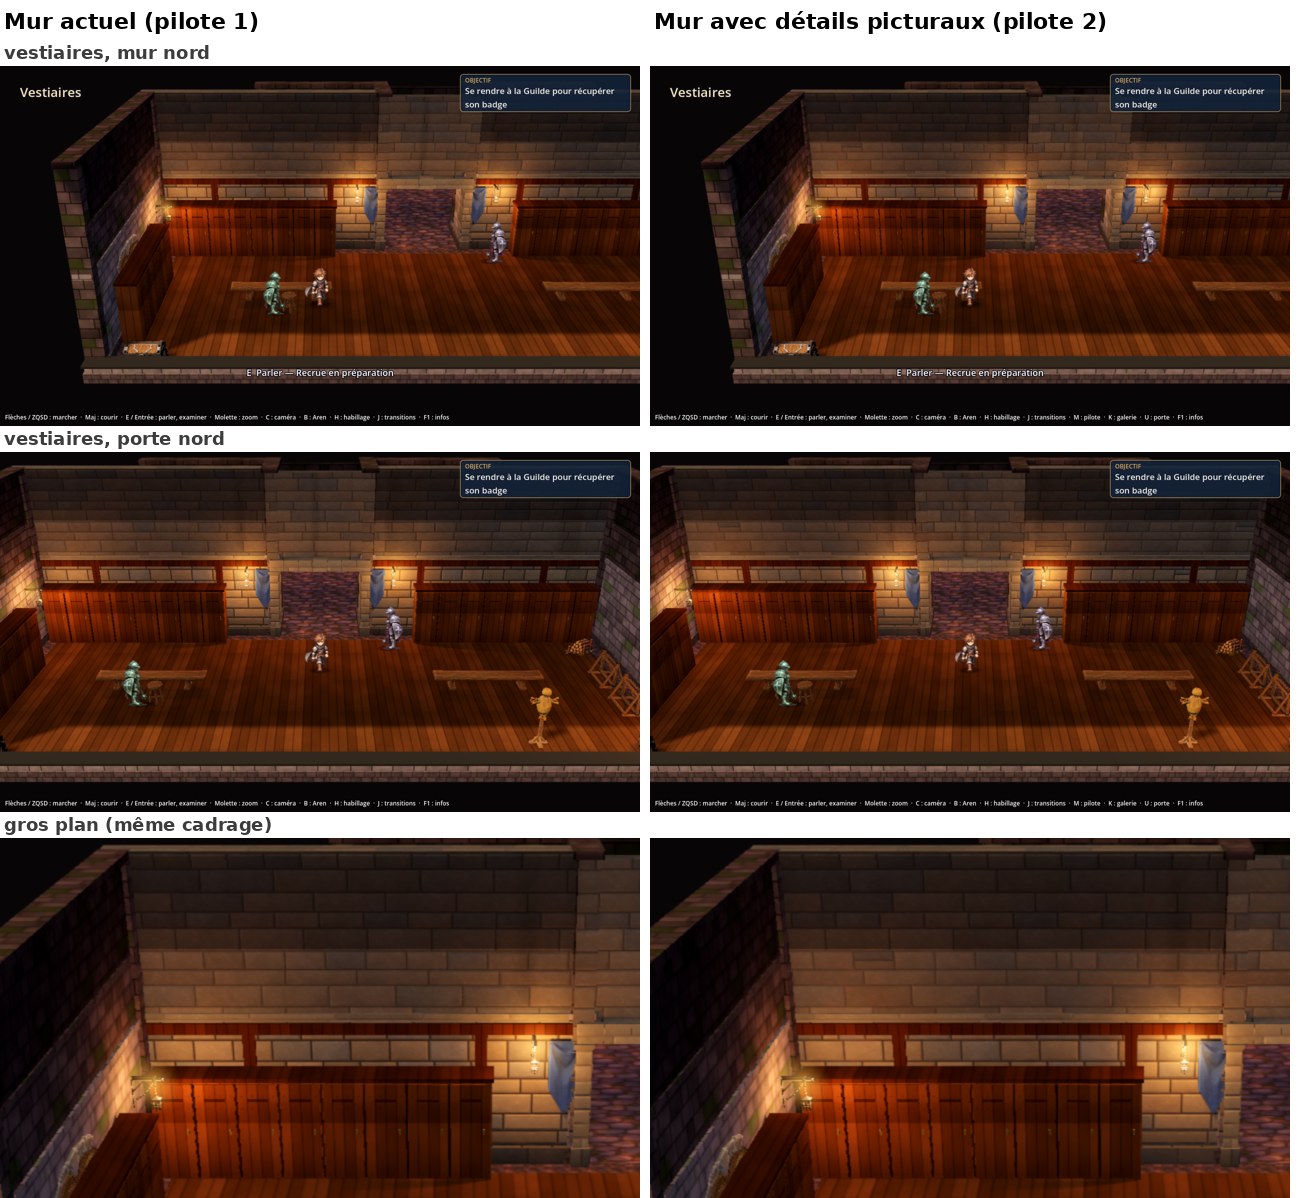 Mur actuel (pilote 1)
Mur avec détails picturaux (pilote 2)
vestiaires, mur nord
Vestiaires
OBJECTIF
Se rendre à la Guilde pour récupérer
son badge
E Parler — Recrue en préparation
Flèches / ZQSD : marcher · Maj : courir · E / Entrée : parler, examiner · Molette : zoom · C : caméra · B : Aren · H : habillage · J : transitions · F1 : infos
Vestiaires
OBJECTIF
Se rendre à la Guilde pour récupérer
son badge
E Parler — Recrue en préparation
Flèches / ZQSD : marcher · Maj : courir · E / Entrée : parler, examiner · Molette : zoom · C : caméra · B : Aren · H : habillage · J : transitions · M : pilote · K : galerie · U : porte · F1 : infos
vestiaires, porte nord
OBJECTIF
Se rendre à la Guilde pour récupérer
son badge
Flèches / ZQSD : marcher · Maj : courir · E / Entrée : parler, examiner · Molette : zoom · C : caméra · B : Aren · H : habillage · J : transitions · F1 : infos
OBJECTIF
Se rendre à la Guilde pour récupérer
son badge
Flèches / ZQSD : marcher · Maj : courir · E / Entrée : parler, examiner · Molette : zoom · C : caméra · B : Aren · H : habillage · J : transitions · M : pilote · K : galerie · U : porte · F1 : infos
gros plan (même cadrage)